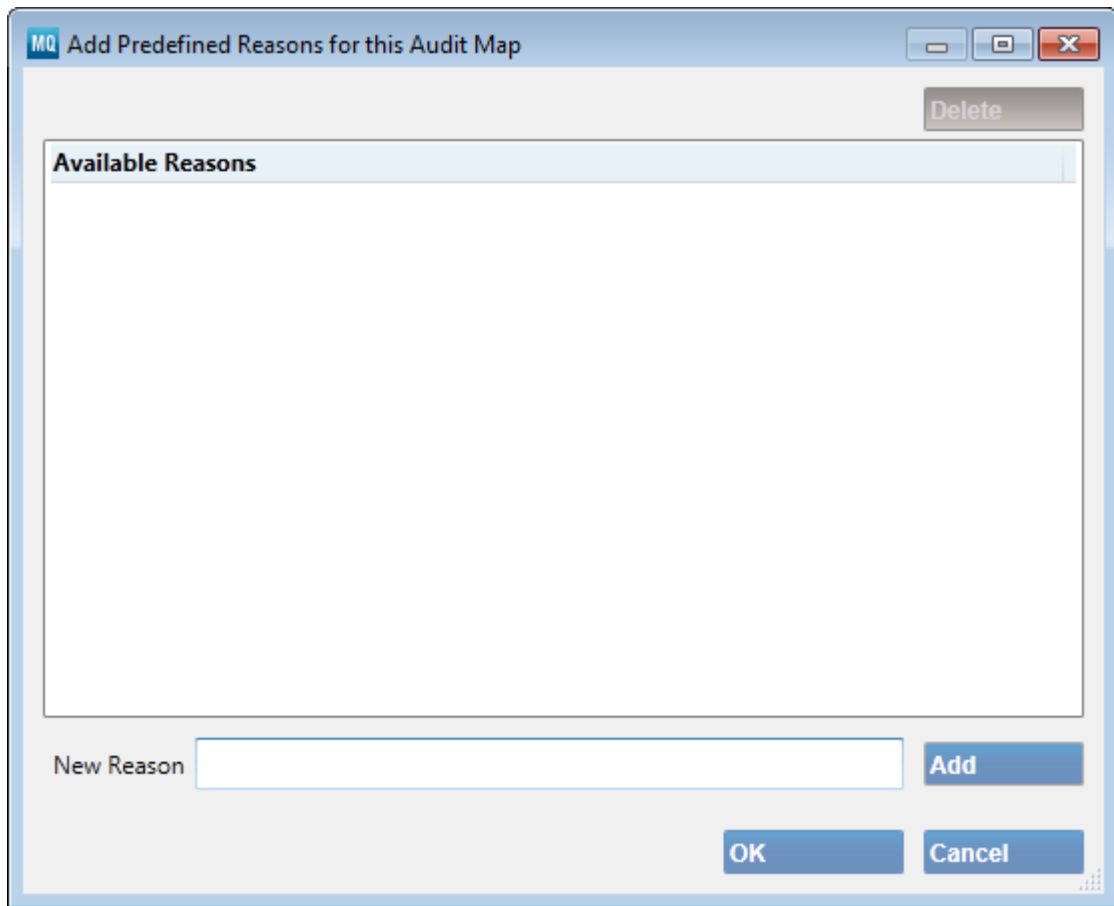 MQ Add Predefined Reasons for this Audit Map
Delete
Available Reasons
New Reason
Add
OK
Cancel